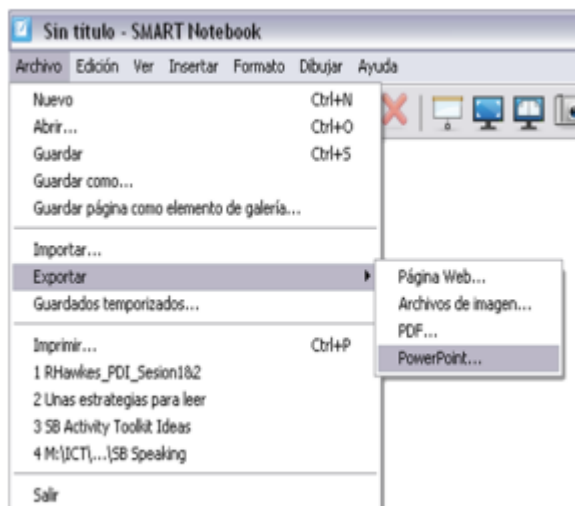 Sin título - SMART Notebook
Archivo Edición Ver Insertar Formato Dibujar Ayuda
Nuevo Ctrl+N
Abrir... Ctrl+O
Guardar Ctrl+S
Guardar como...
Guardar página como elemento de galería...
Importar...
Exportar
Página Web...
Archivos de imagen...
PDF...
PowerPoint...
Guardados temporizados...
Imprimir... Ctrl+P
1 RHawkes_PDI_Sesion1&2
2 Unas estrategias para leer
3 SB Activity Toolkit Ideas
4 M:\ICT\...\SB Speaking
Salir